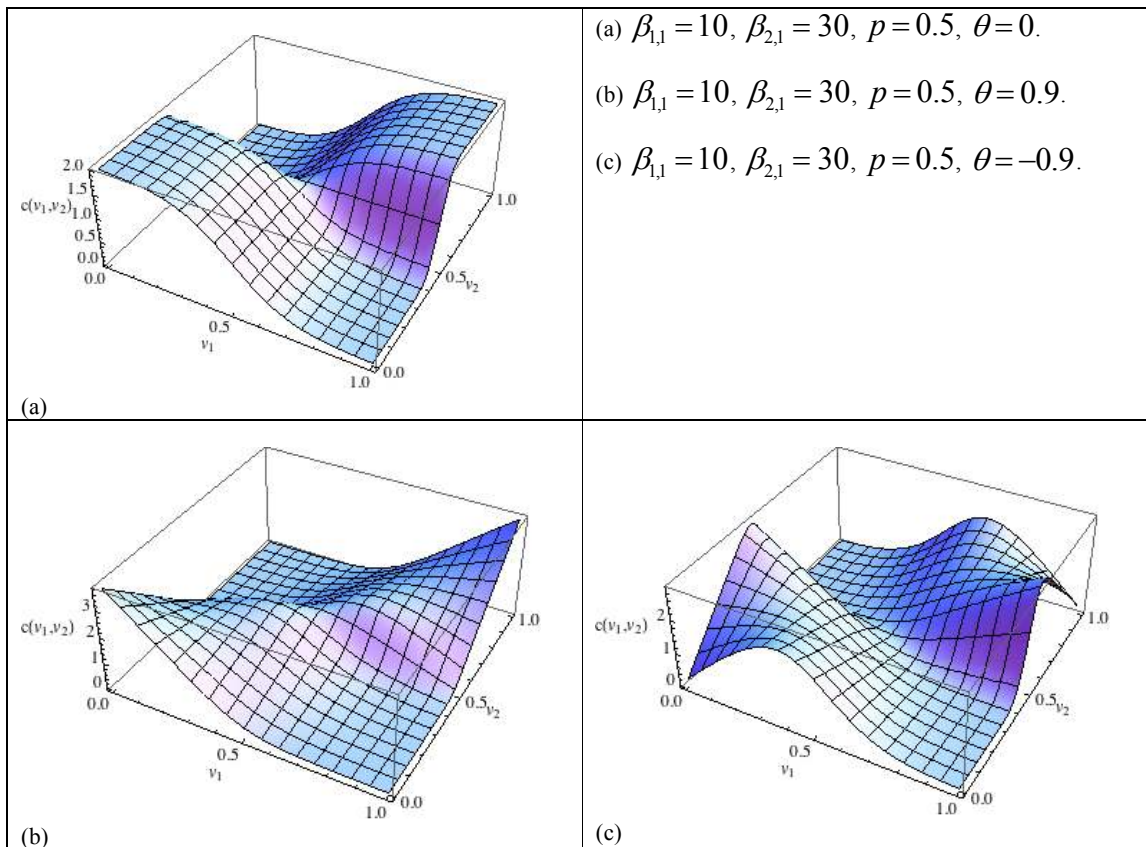 (a) β₁,₁ = 10, β₂,₁ = 30, p = 0.5, θ = 0.
(b) β₁,₁ = 10, β₂,₁ = 30, p = 0.5, θ = 0.9.
(c) β₁,₁ = 10, β₂,₁ = 30, p = 0.5, θ = −0.9.
2.0
1.5
c(v₁,v₂)
1.0
0.5
0.0
0.0
0.5
v₁
1.0
0.0
0.5
v₂
1.0
(a)
3
c(v₁,v₂)
2
1
0
0.0
0.5
v₁
1.0
0.0
0.5
v₂
1.0
(b)
2
c(v₁,v₂)
1
0
0.0
0.5
v₁
1.0
0.0
0.5
v₂
1.0
(c)